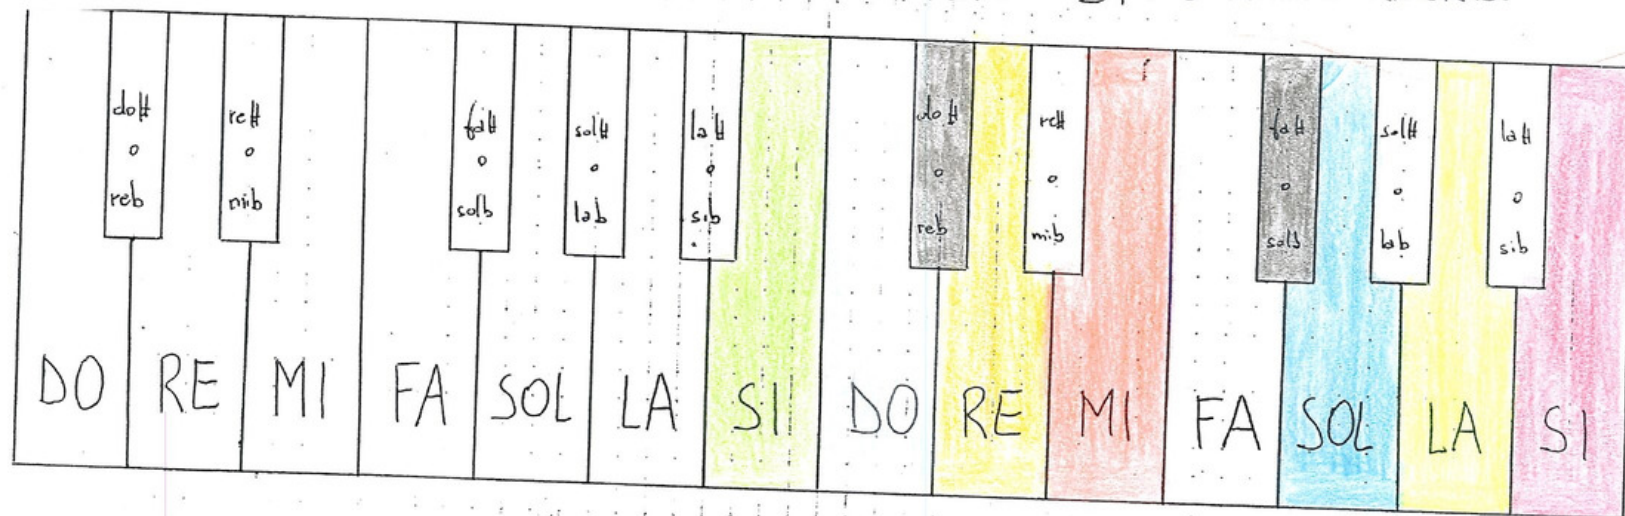 do# re# fa# sol# la# do# re# fa# sol# la#
o o o o o o o o o o
reb mib solb lab sib reb mib solb lab sib
DO RE MI FA SOL LA SI DO RE MI FA SOL LA SI